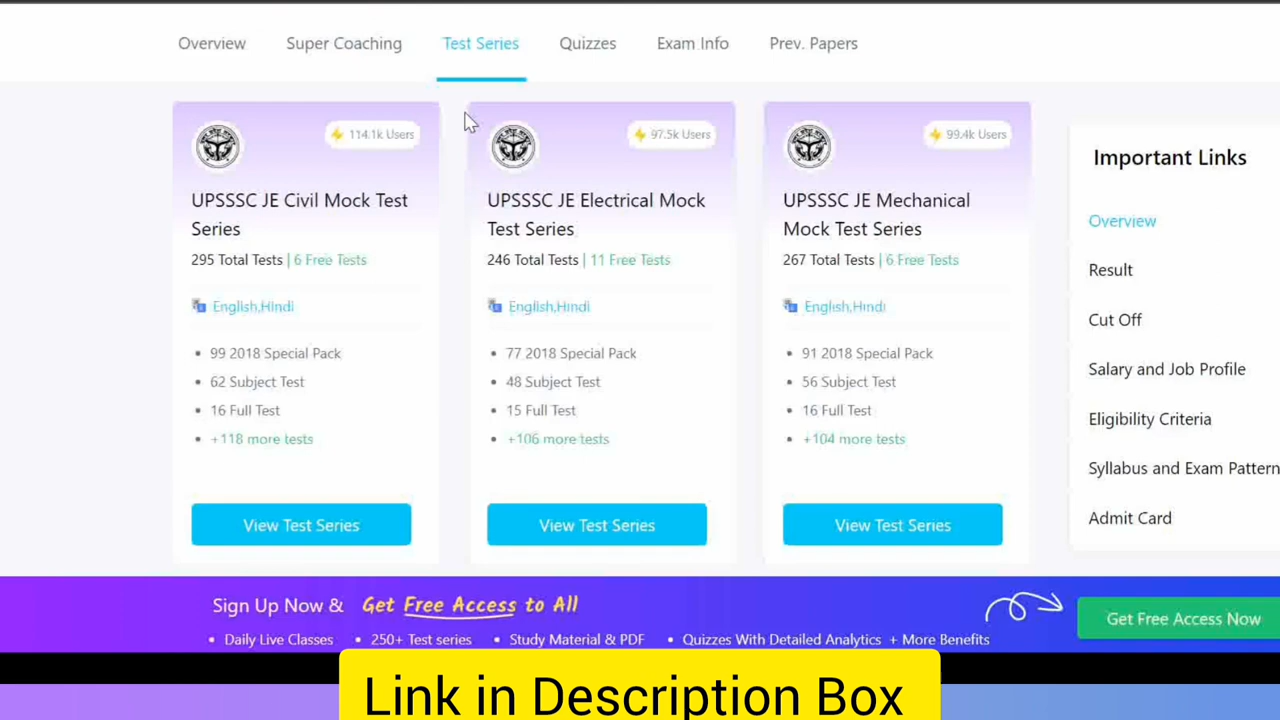 Overview Super Coaching Test Series Quizzes Exam Info Prev. Papers
114.1k Users
UPSSSC JE Civil Mock Test
Series
295 Total Tests | 6 Free Tests
English,Hindi
99 2018 Special Pack
62 Subject Test
16 Full Test
+118 more tests
View Test Series
97.5k Users
UPSSSC JE Electrical Mock
Test Series
246 Total Tests | 11 Free Tests
English,Hindi
77 2018 Special Pack
48 Subject Test
15 Full Test
+106 more tests
View Test Series
99.4k Users
UPSSSC JE Mechanical
Mock Test Series
267 Total Tests | 6 Free Tests
English,Hindi
91 2018 Special Pack
56 Subject Test
16 Full Test
+104 more tests
View Test Series
Important Links
Overview
Result
Cut Off
Salary and Job Profile
Eligibility Criteria
Syllabus and Exam Pattern
Admit Card
Sign Up Now & Get Free Access to All
Daily Live Classes 250+ Test series Study Material & PDF Quizzes With Detailed Analytics + More Benefits
Get Free Access Now
Link in Description Box